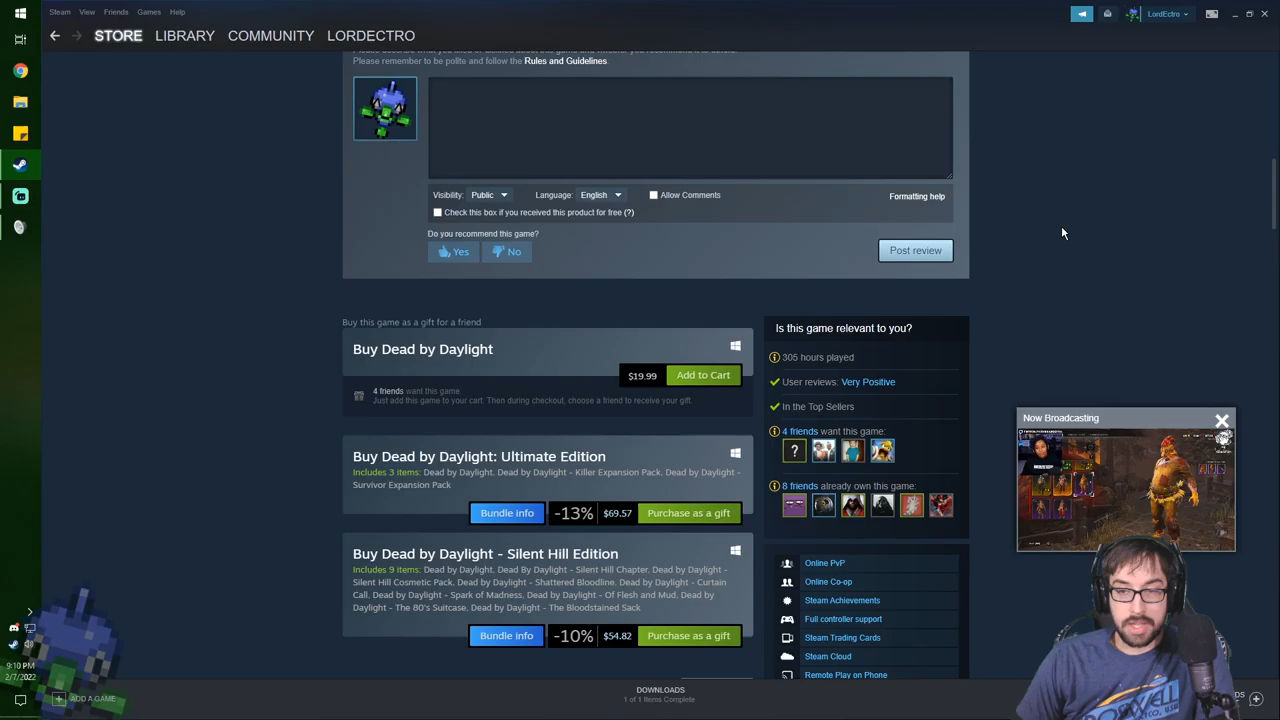 Steam View Friends Games Help
LordEctro
STORE LIBRARY COMMUNITY LORDECTRO
Please remember to be polite and follow the Rules and Guidelines.
Visibility: Public Language: English Allow Comments Formatting help
Check this box if you received this product for free (?)
Do you recommend this game?
Yes No Post review
Buy this game as a gift for a friend
Buy Dead by Daylight
$19.99 Add to Cart
4 friends want this game.
Just add this game to your cart. Then during checkout, choose a friend to receive your gift.
Buy Dead by Daylight: Ultimate Edition
Includes 3 items: Dead by Daylight, Dead by Daylight - Killer Expansion Pack, Dead by Daylight -
Survivor Expansion Pack
Bundle info -13% $69.57 Purchase as a gift
Buy Dead by Daylight - Silent Hill Edition
Includes 9 items: Dead by Daylight, Dead By Daylight - Silent Hill Chapter, Dead by Daylight -
Silent Hill Cosmetic Pack, Dead by Daylight - Shattered Bloodline, Dead by Daylight - Curtain
Call, Dead by Daylight - Spark of Madness, Dead by Daylight - Of Flesh and Mud, Dead by
Daylight - The 80's Suitcase, Dead by Daylight - The Bloodstained Sack
Bundle info -10% $54.82 Purchase as a gift
Is this game relevant to you?
305 hours played
User reviews: Very Positive
In the Top Sellers
4 friends want this game:
?
8 friends already own this game:
Online PvP
Online Co-op
Steam Achievements
Full controller support
Steam Trading Cards
Steam Cloud
Remote Play on Phone
Now Broadcasting
9:10 PM
2/7/2022
ADD A GAME
DOWNLOADS
1 of 1 Items Complete
ROSWELL